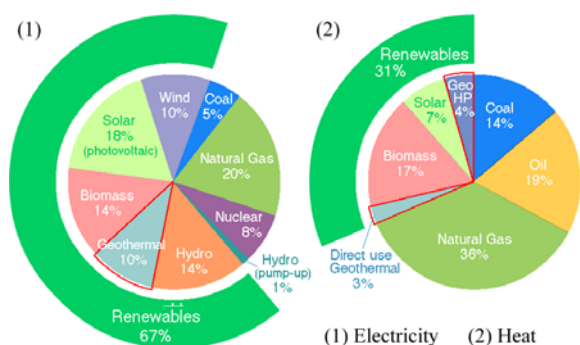 (1)
Wind
10%
Coal
5%
Solar
18%
(photovoltaic)
Natural Gas
20%
Biomass
14%
Nuclear
8%
Geothermal
10%
Hydro
14%
Hydro
(pump-up)
1%
Renewables
67%
(2)
Renewables
31%
Geo
HP
4%
Coal
14%
Solar
7%
Biomass
17%
Oil
19%
Direct use
Geothermal
3%
Natural Gas
36%
(1) Electricity (2) Heat